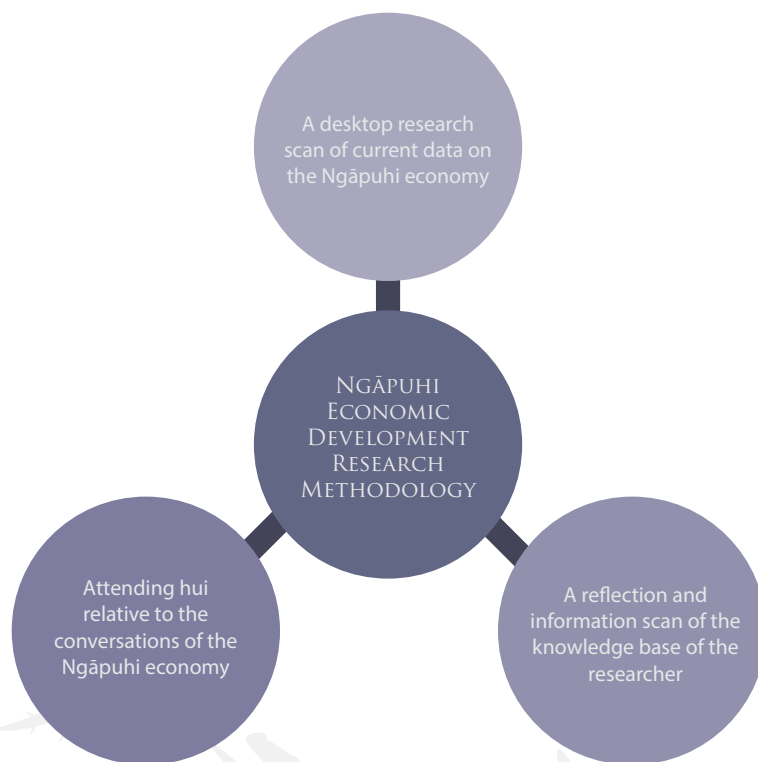 A desktop research
scan of current data on
the Ngāpuhi economy
Ngāpuhi
Economic
Development
Research
Methodology
Attending hui
relative to the
conversations of the
Ngāpuhi economy
A reflection and
information scan of the
knowledge base of the
researcher